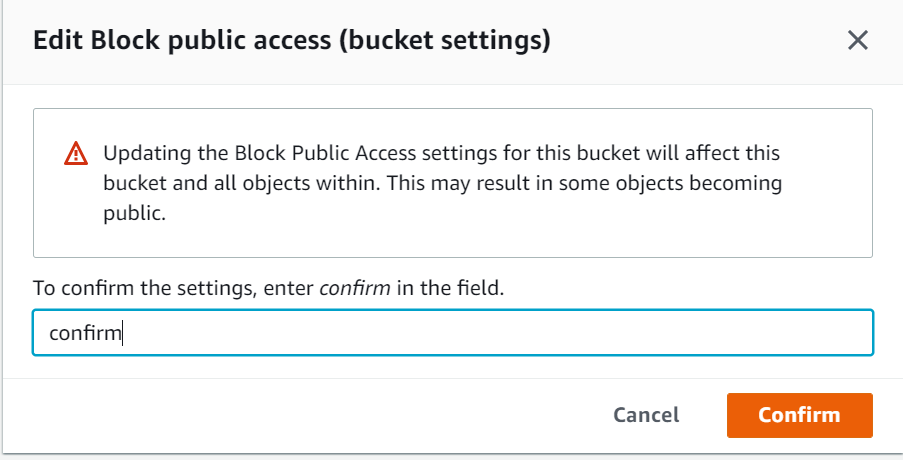 Edit Block public access (bucket settings)
Updating the Block Public Access settings for this bucket will affect this
bucket and all objects within. This may result in some objects becoming
public.
To confirm the settings, enter confirm in the field.
confirm
Cancel
Confirm